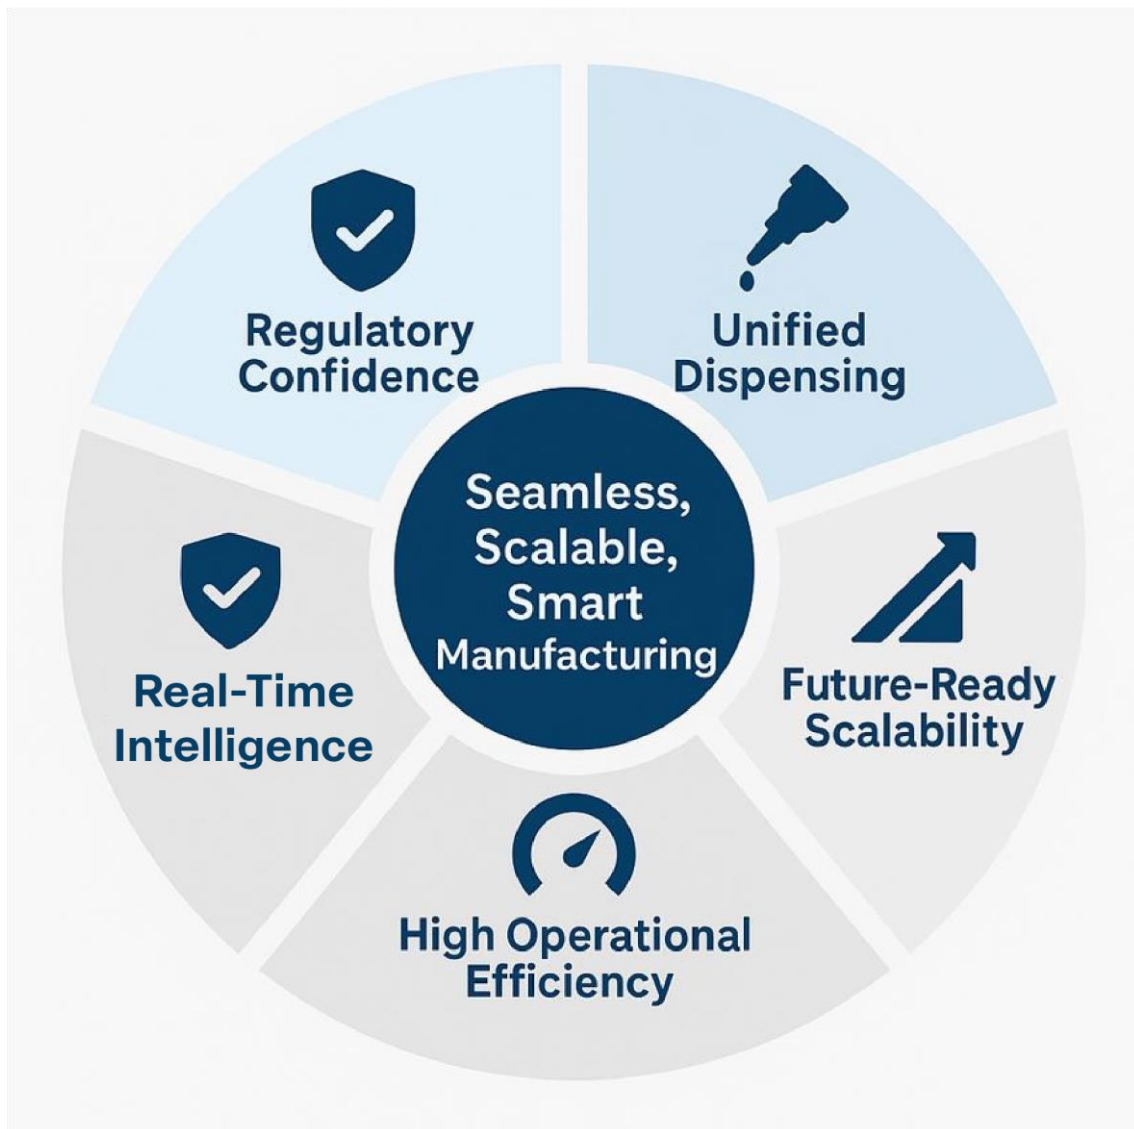 Regulatory
Confidence
Unified
Dispensing
Seamless,
Scalable,
Smart
Manufacturing
Real-Time
Intelligence
Future-Ready
Scalability
High Operational
Efficiency